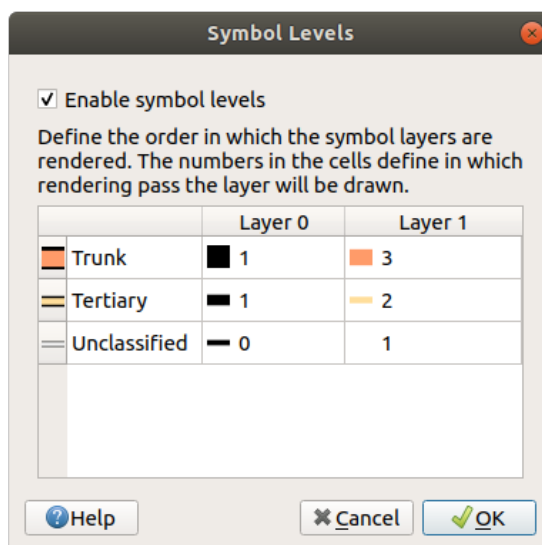 Symbol Levels
Enable symbol levels
Define the order in which the symbol layers are
rendered. The numbers in the cells define in which
rendering pass the layer will be drawn.
Layer 0 Layer 1
Trunk 1 3
Tertiary 1 2
Unclassified 0 1
Help Cancel OK